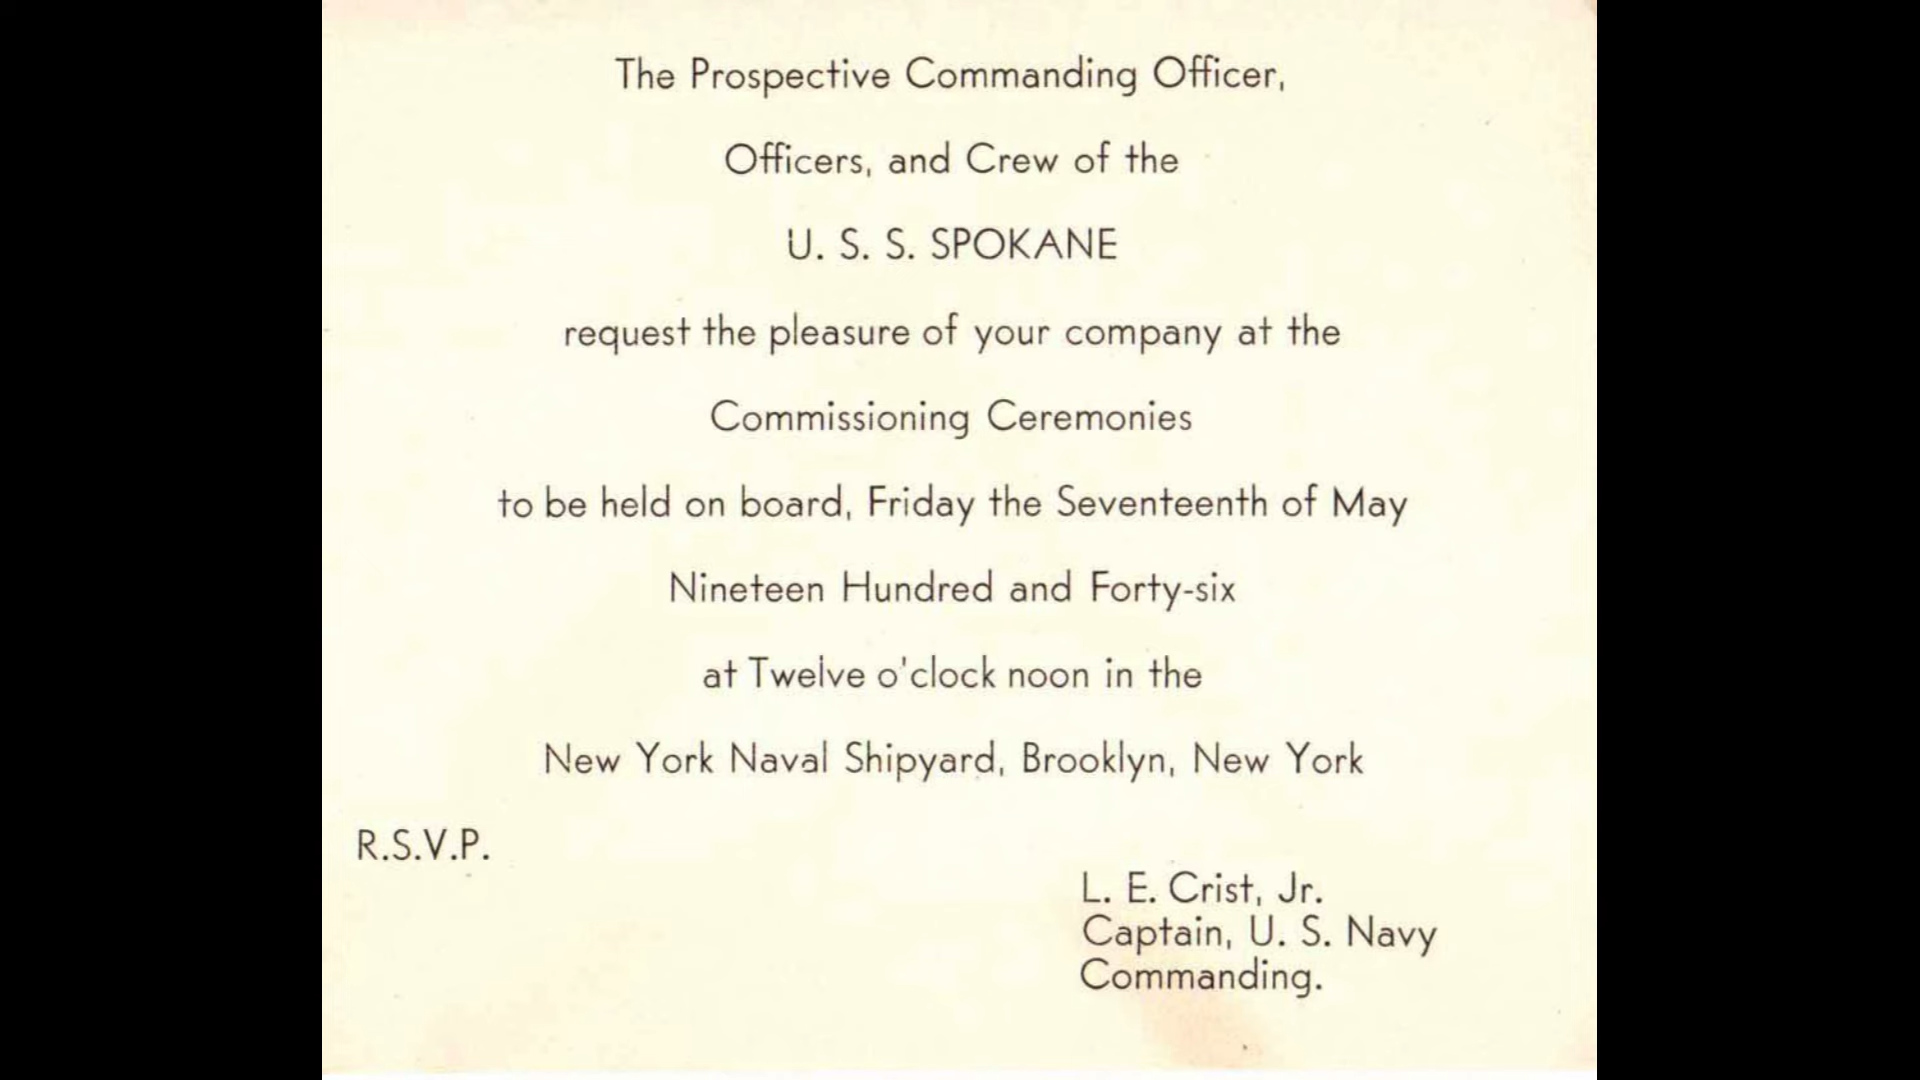 The Prospective Commanding Officer,
Officers, and Crew of the
U. S. S. SPOKANE
request the pleasure of your company at the
Commissioning Ceremonies
to be held on board, Friday the Seventeenth of May
Nineteen Hundred and Forty-six
at Twelve o'clock noon in the
New York Naval Shipyard, Brooklyn, New York
R.S.V.P.
L. E. Crist, Jr.
Captain, U. S. Navy
Commanding.